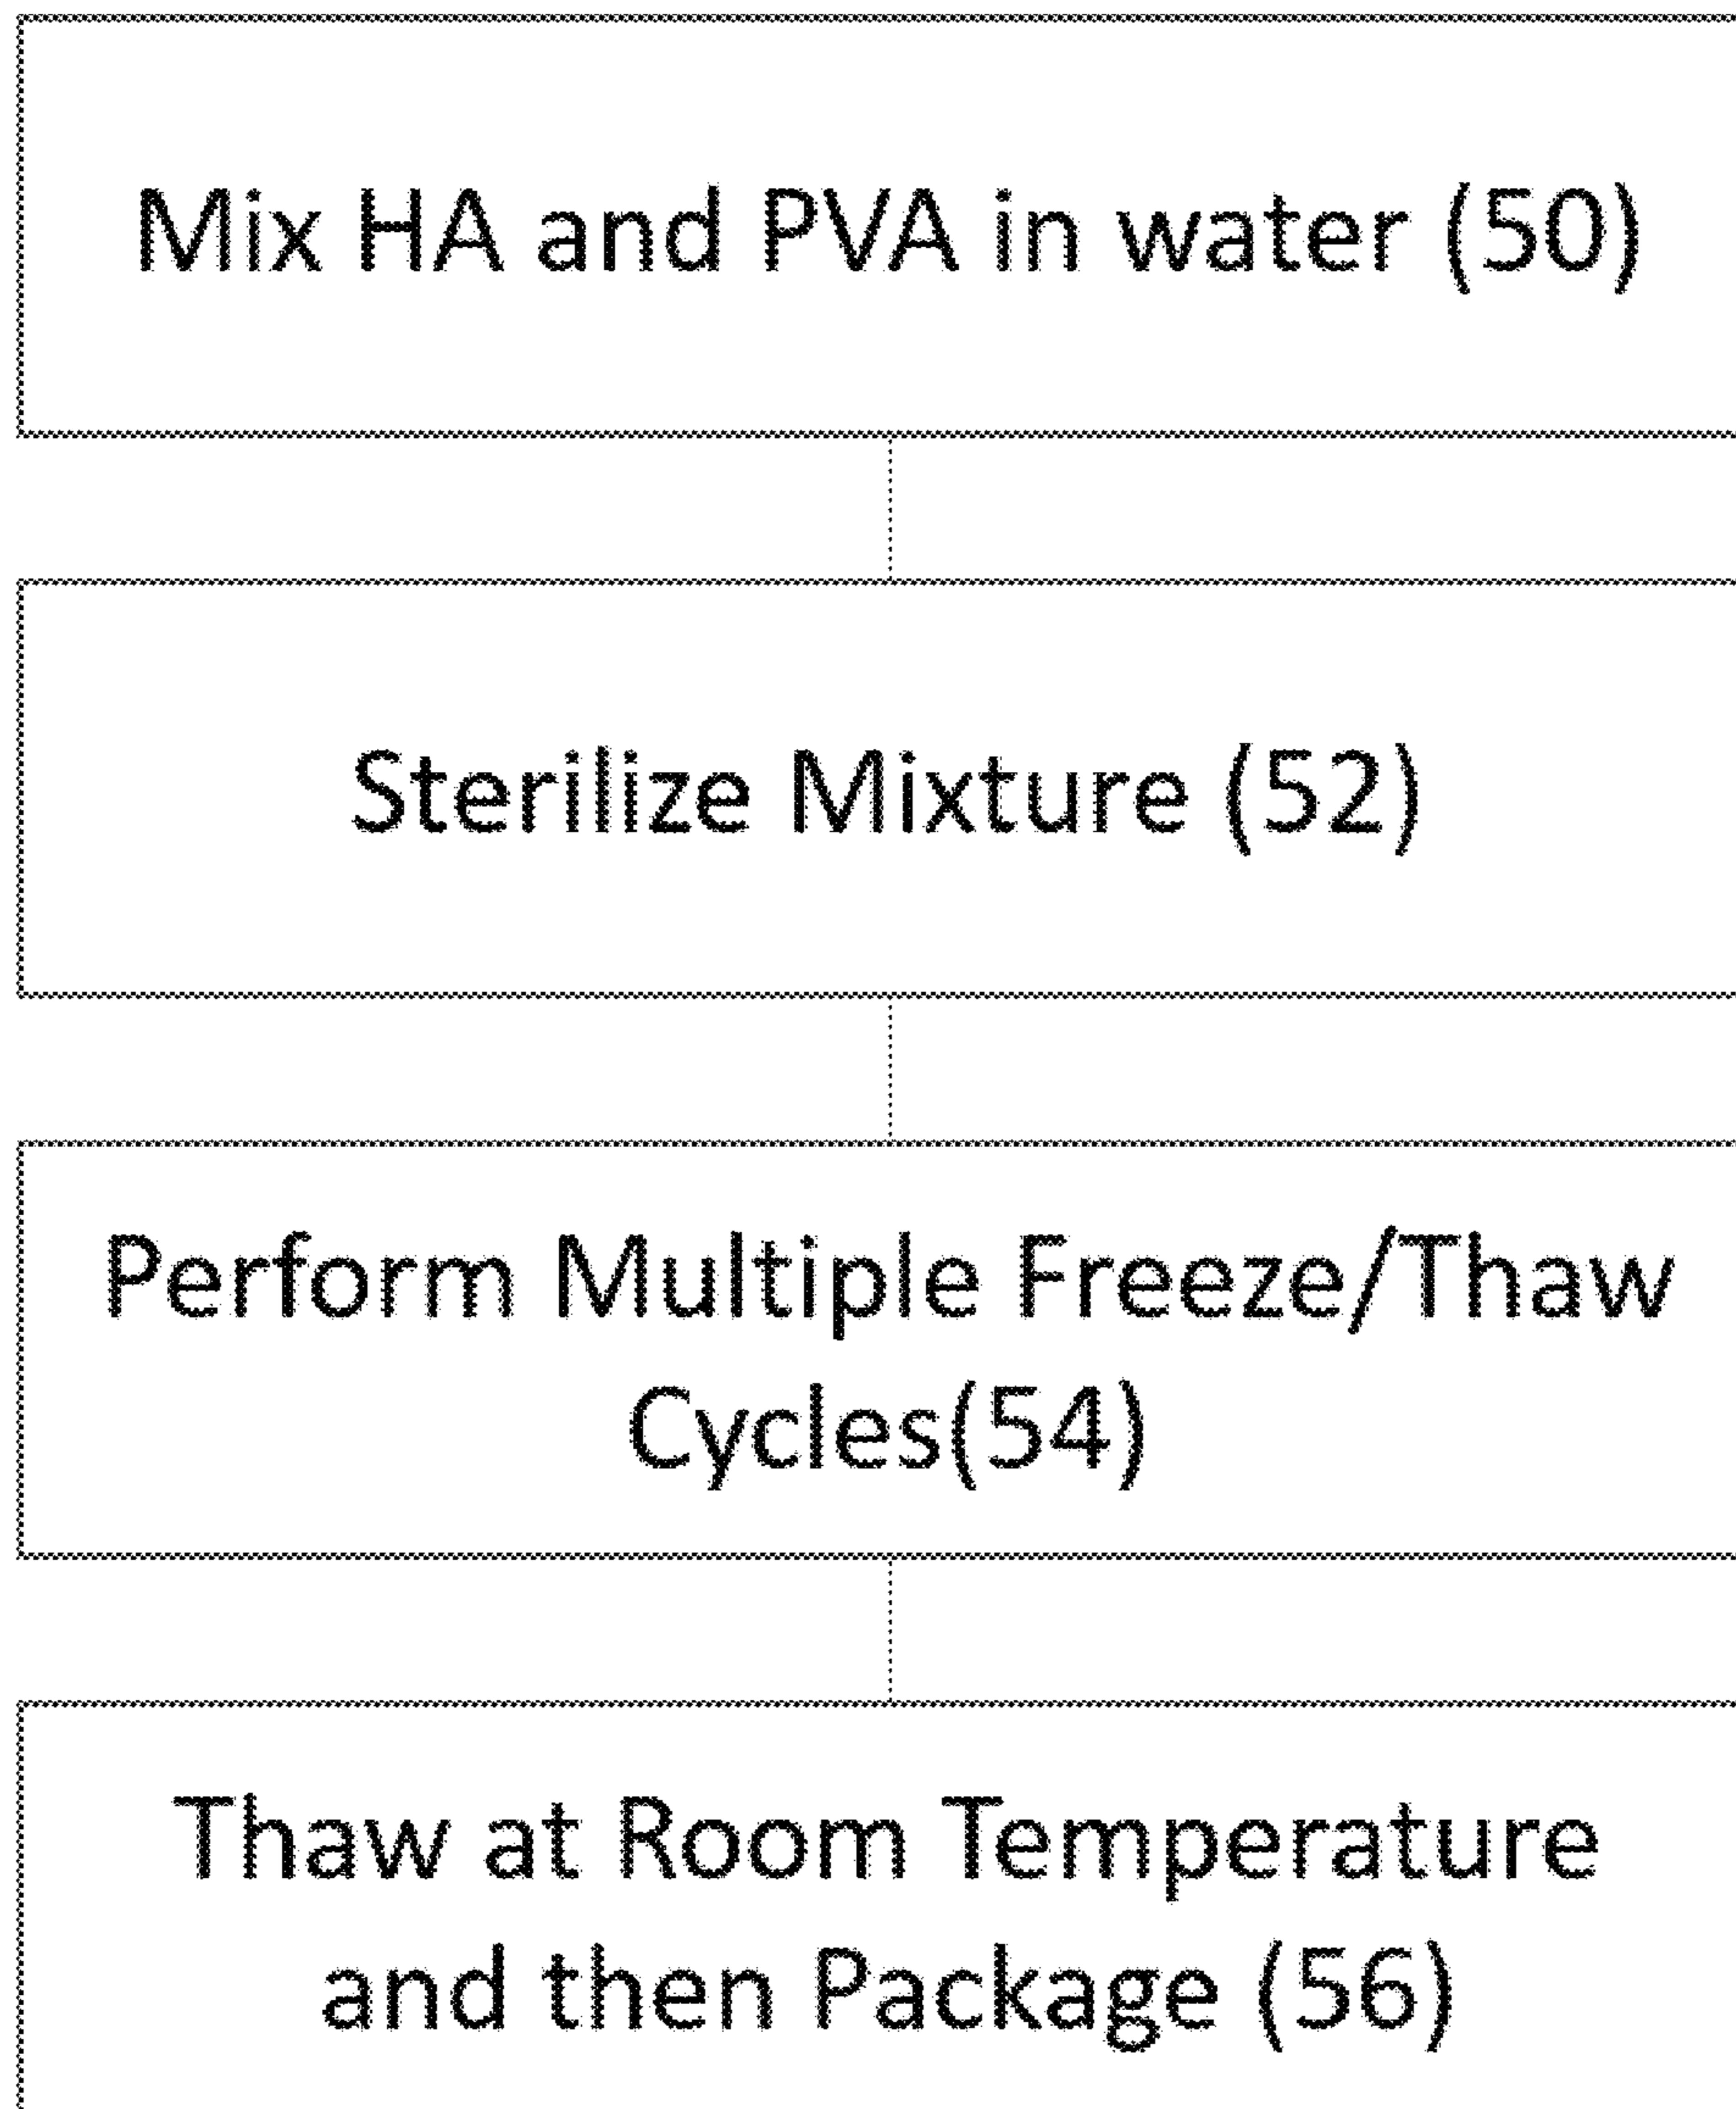 Mix HA and PVA in water (50)
Sterilize Mixture (52)
Perform Multiple Freeze/Thaw
Cycles(54)
Thaw at Room Temperature
and then Package (56)